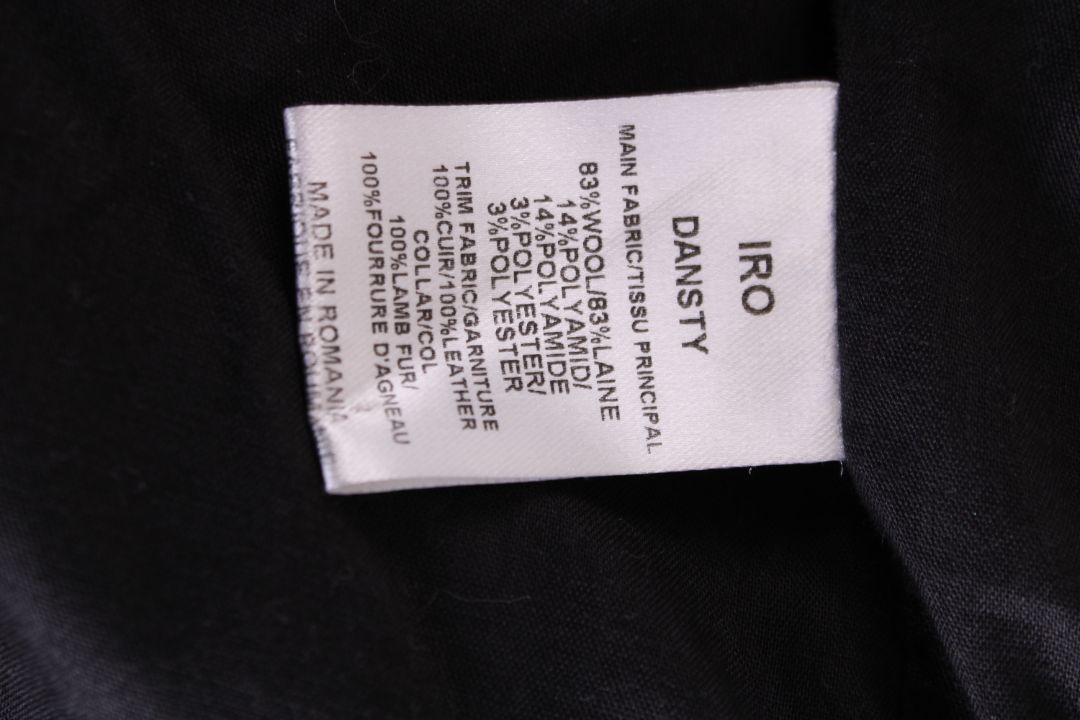 IRO
DANSTY
MAIN FABRIC/TISSU PRINCIPAL
83%WOOL/83%LAINE
14%POLYAMID/
14%POLYAMIDE
3%POLYESTER/
3%POLYESTER
TRIM FABRIC/GARNITURE
100%CUIR/100%LEATHER
COLLAR/COL
100%LAMB FUR/
100%FOURRURE D'AGNEAU
MADE IN ROMANIA